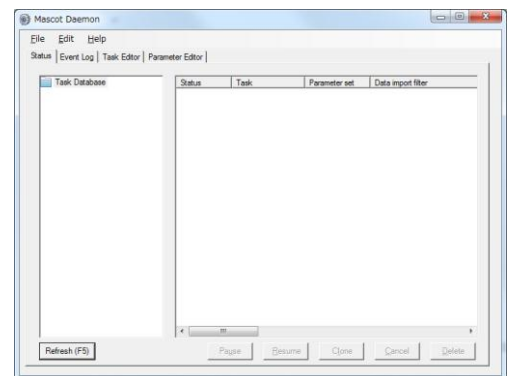 Mascot Daemon
File Edit Help
Status Event Log Task Editor Parameter Editor
Task Database
Status Task Parameter set Data import filter
Refresh (F5) Pause Resume Clone Cancel Delete